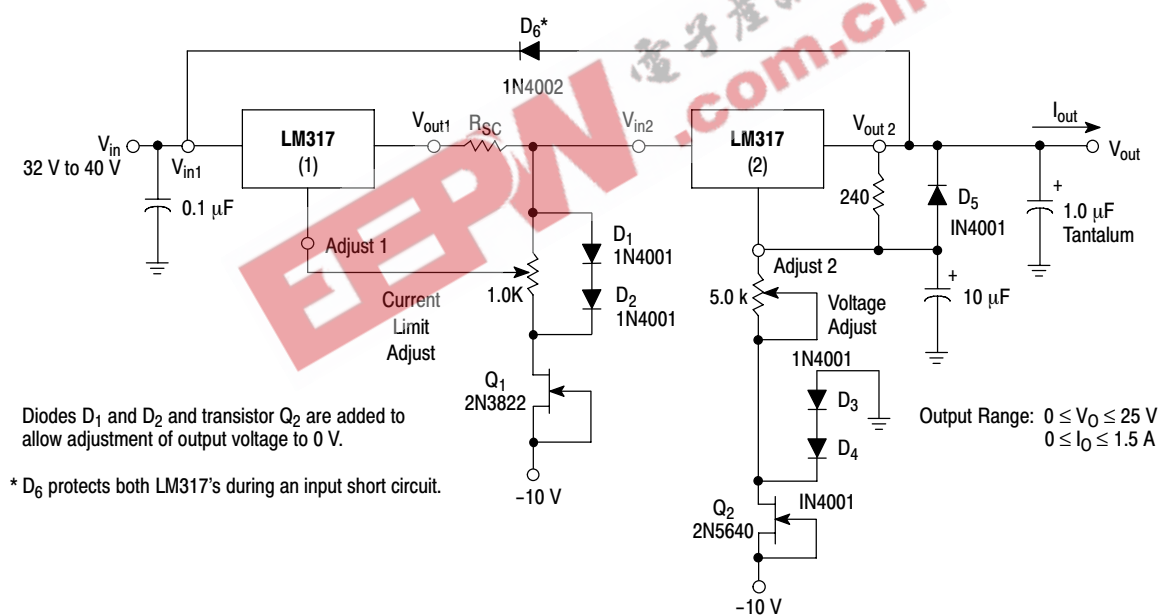 D6*
1N4002
電子產
.com.cn
EEPW
Vin
32 V to 40 V
Vin1
LM317
(1)
Vout1
RSC
Vin2
LM317
(2)
Vout 2
Iout
Vout
0.1 μF
Adjust 1
Current
Limit
Adjust
1.0K
D1
1N4001
D2
1N4001
240
D5
IN4001
1.0 μF
Tantalum
+
Adjust 2
5.0 k
Voltage
Adjust
+
10 μF
Q1
2N3822
–10 V
1N4001
D3
D4
IN4001
Q2
2N5640
–10 V
Output Range: 0 ≤ VO ≤ 25 V
0 ≤ IO ≤ 1.5 A
Diodes D1 and D2 and transistor Q2 are added to
allow adjustment of output voltage to 0 V.
* D6 protects both LM317's during an input short circuit.